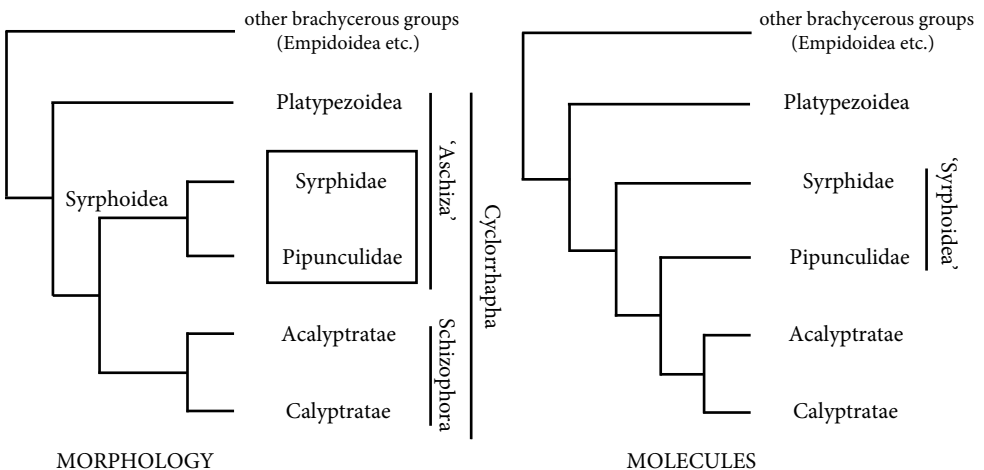 other brachycerous groups
(Empidoidea etc.)
Platypezoidea
Syrphoidea
Syrphidae
Pipunculidae
Acalyptratae
Calyptratae
'Aschiza'
Schizophora
Cyclorrhapha
MORPHOLOGY
other brachycerous groups
(Empidoidea etc.)
Platypezoidea
Syrphidae
Pipunculidae
'Syrphoidea'
Acalyptratae
Calyptratae
MOLECULES